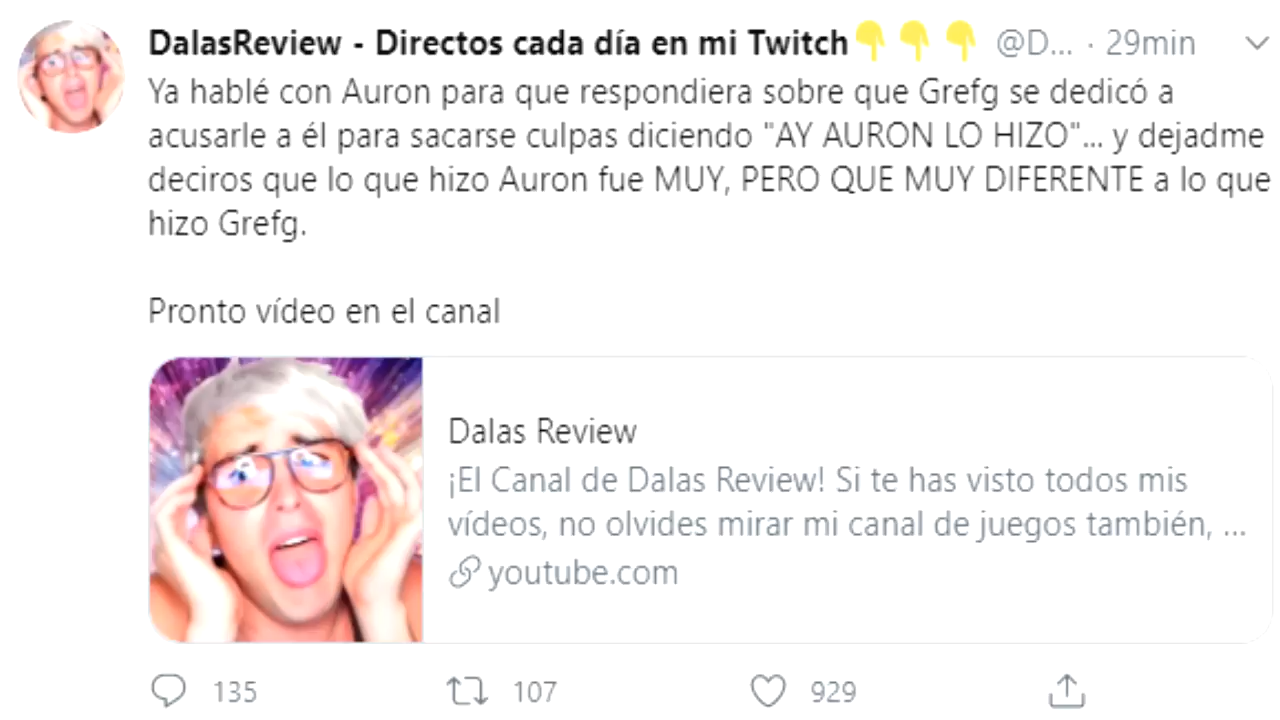 DalasReview - Directos cada día en mi Twitch👇👇👇 @D... · 29min
Ya hablé con Auron para que respondiera sobre que Grefg se dedicó a
acusarle a él para sacarse culpas diciendo "AY AURON LO HIZO"... y dejadme
deciros que lo que hizo Auron fue MUY, PERO QUE MUY DIFERENTE a lo que
hizo Grefg.
Pronto vídeo en el canal
Dalas Review
¡El Canal de Dalas Review! Si te has visto todos mis
vídeos, no olvides mirar mi canal de juegos también, ...
youtube.com
135 107 929